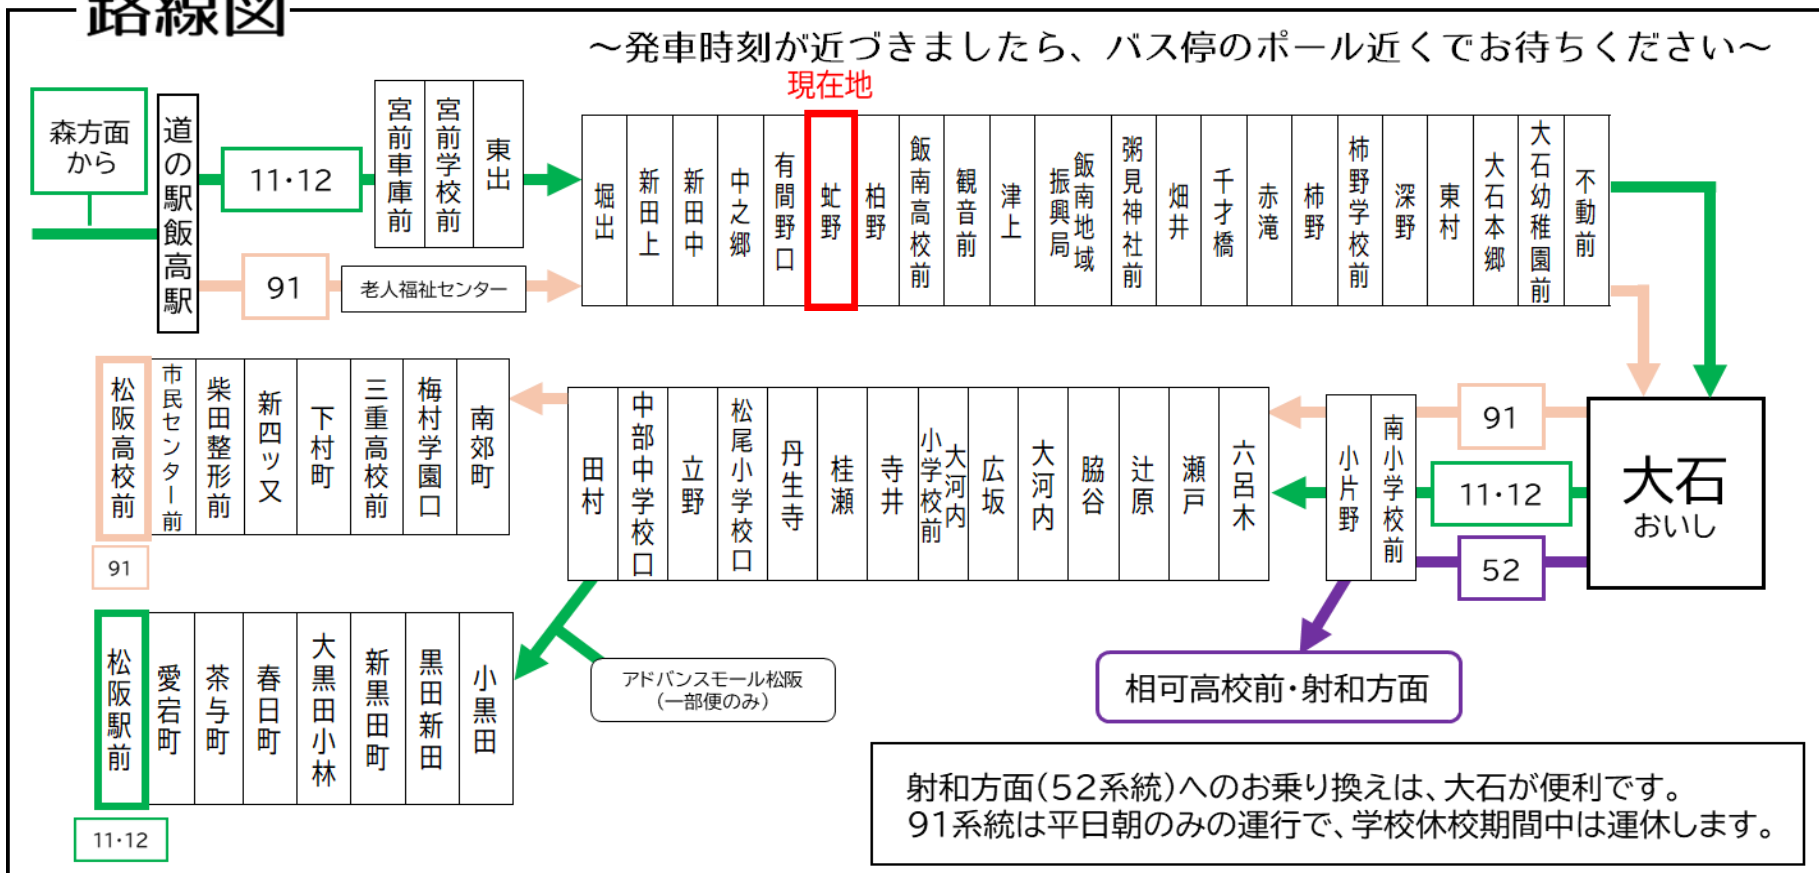 路線図
～発車時刻が近づきましたら、バス停のポール近くでお待ちください～
現在地
森方面
から
道の駅飯高駅
11・12
宮前車庫前
宮前学校前
東出
91
老人福祉センター
堀出
新田上
新田中
中之郷
有間野口
虻野
柏野
飯南高校前
観音前
津上
飯南地域
振興局
粥見神社前
畑井
千才橋
赤滝
柿野
柿野学校前
深野
東村
大石本郷
大石幼稚園前
不動前
大石
おいし
91
11・12
52
南小学校前
小片野
相可高校前・射和方面
六呂木
瀬戸
辻原
脇谷
大河内
広坂
大河内
小学校前
寺井
桂瀬
丹生寺
松尾小学校口
立野
中部中学校口
田村
南郊町
梅村学園口
三重高校前
下村町
新四ッ又
柴田整形前
市民センター前
松阪高校前
91
アドバンスモール松阪
（一部便のみ）
小黒田
黒田新田
新黒田町
大黒田小林
春日町
茶与町
愛宕町
松阪駅前
11・12
射和方面（52系統）へのお乗り換えは、大石が便利です。
91系統は平日朝のみの運行で、学校休校期間中は運休します。